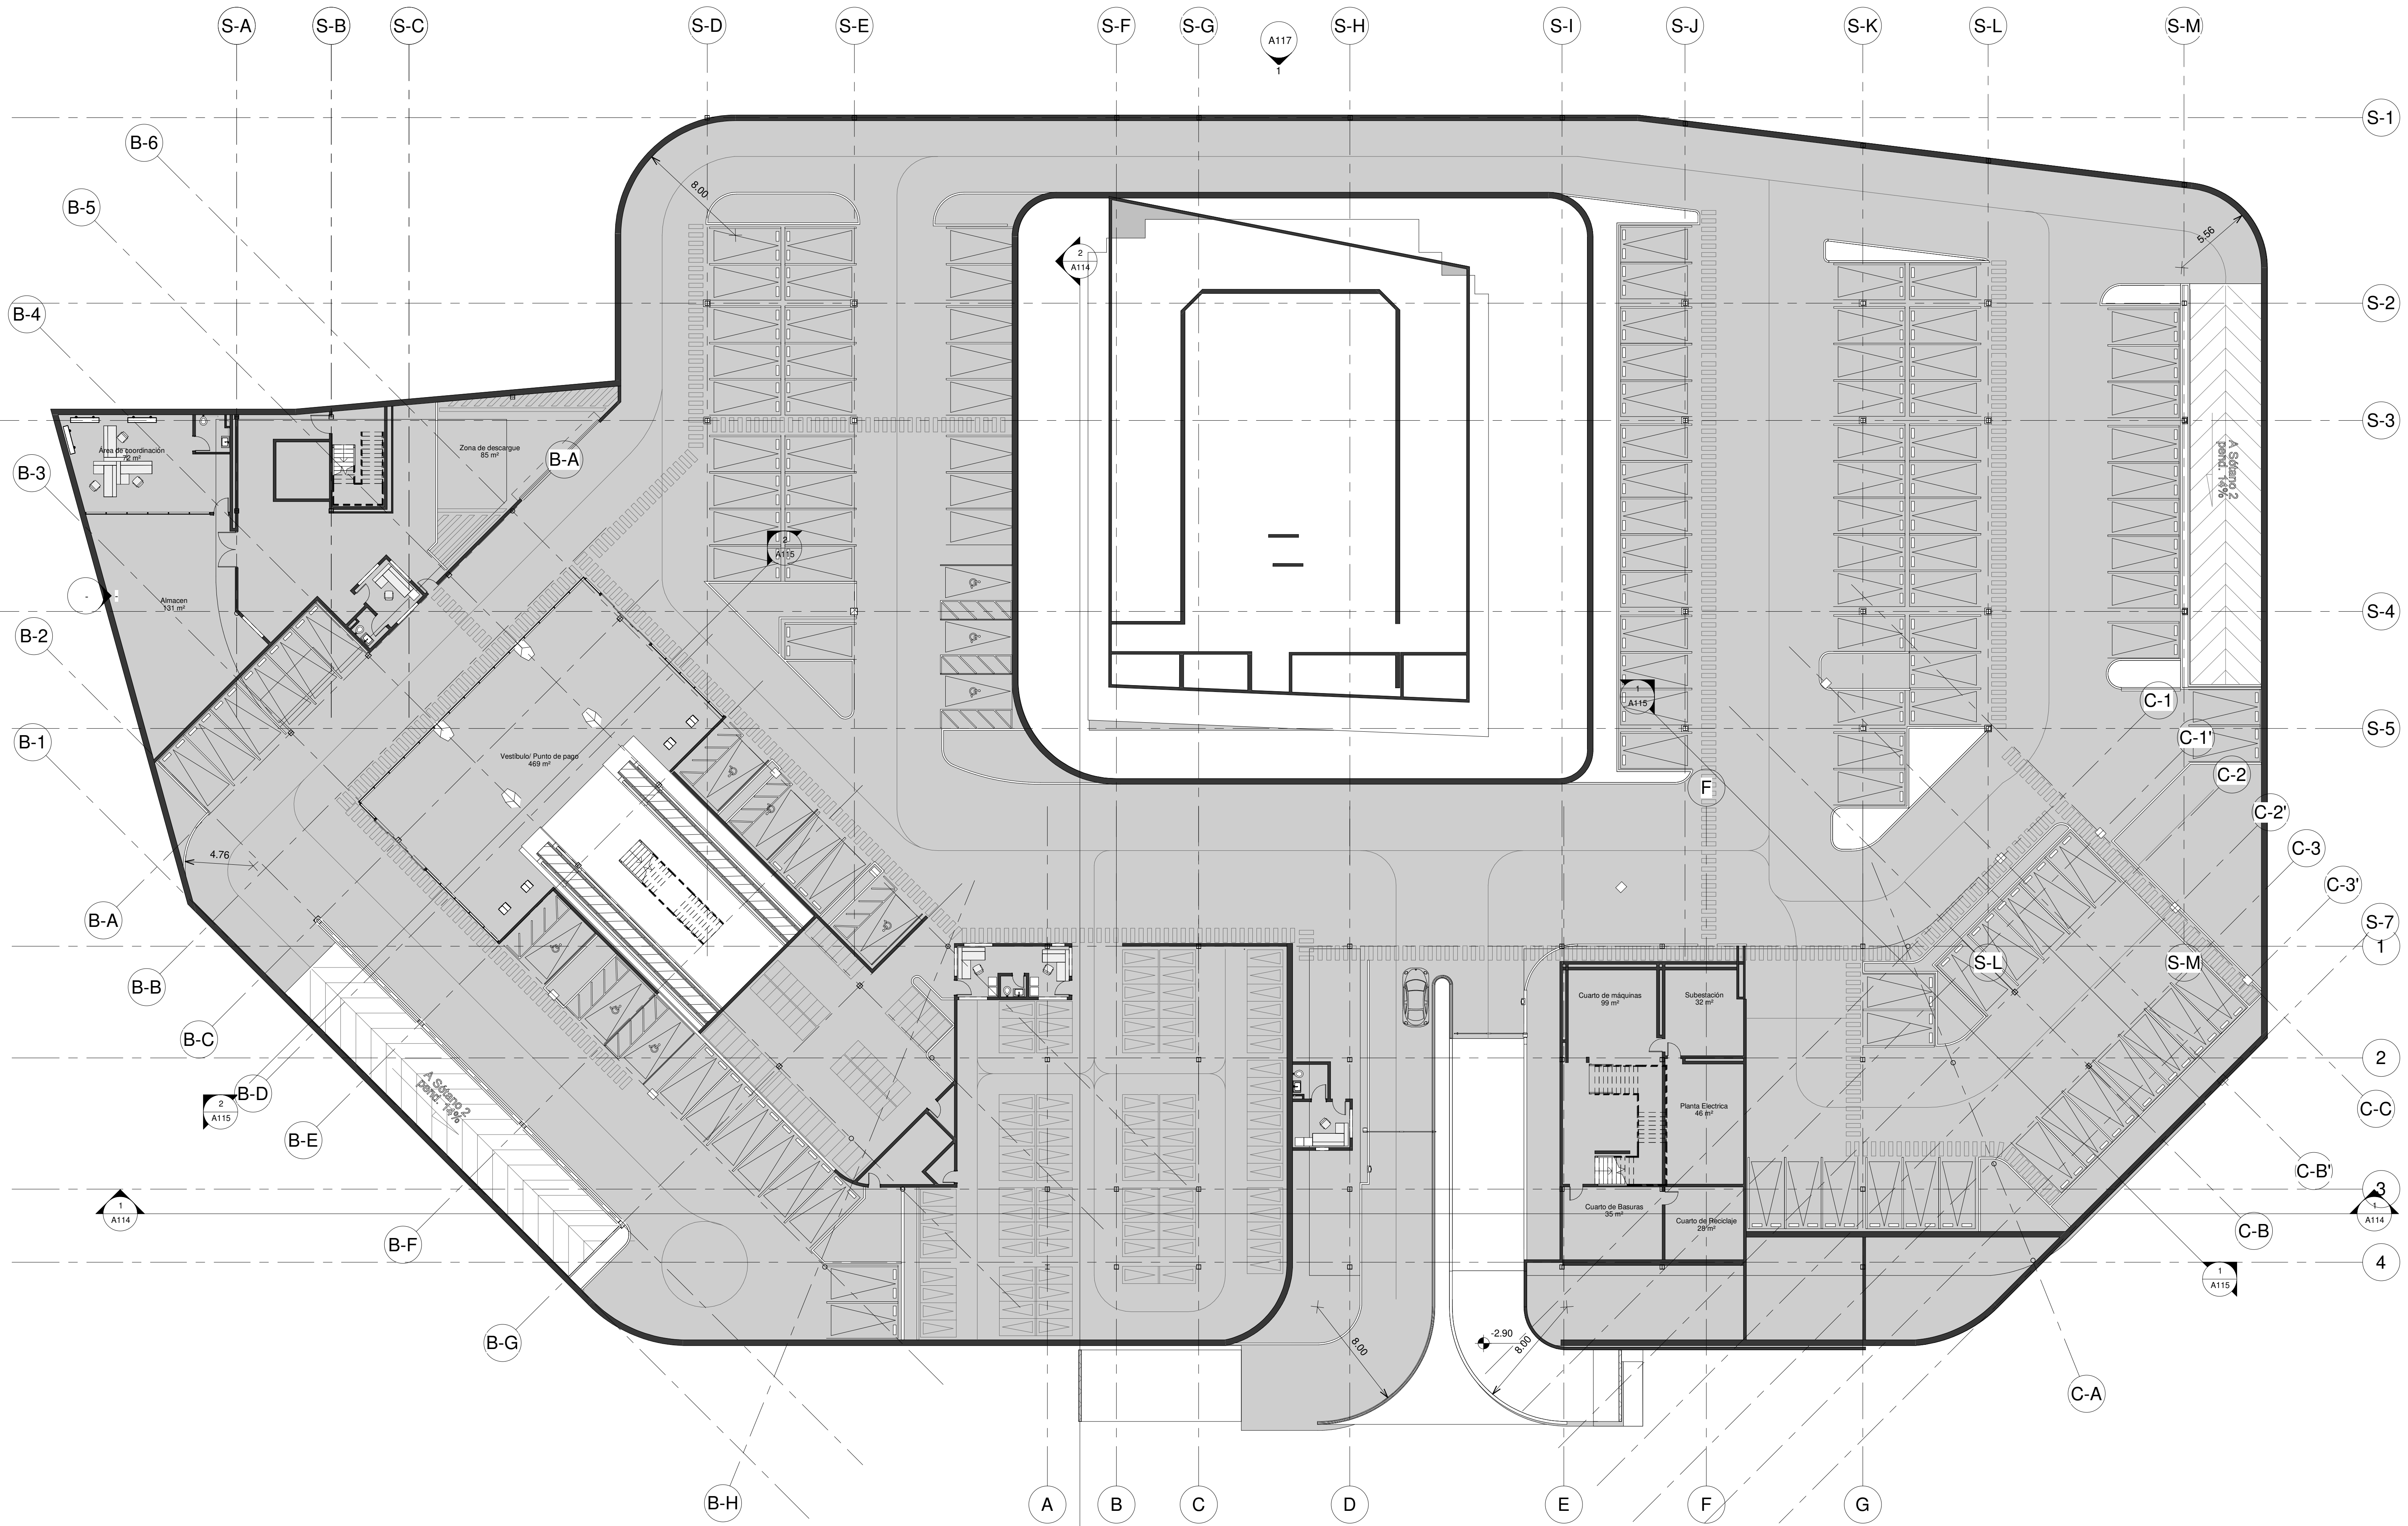 S-A
S-B
S-C
S-D
S-E
S-F
S-G
A117
1
S-H
S-I
S-J
S-K
S-L
S-M
S-1
B-6
8.00
B-5
5.56
2
A114
S-2
B-4
S-3
Área de coordinación
72 m²
Zona de descargue
85 m²
B-A
B-3
A Sótano 2
pend. 14%
2
A115
-
Almacen
131 m²
S-4
B-2
1
A115
C-1
S-5
C-1'
B-1
Vestíbulo/ Punto de pago
469 m²
F
C-2
C-2'
4.76
C-3
C-3'
B-A
S-7
1
S-L
S-M
B-B
Cuarto de máquinas
99 m²
Subestación
32 m²
B-C
2
A Sótano 2
pend. 14%
B-D
2
A115
Planta Electrica
46 m²
C-C
B-E
C-B'
3
1
A114
Cuarto de Basuras
35 m²
Cuarto de Reciclaje
28 m²
1
A114
C-B
B-F
4
1
A115
B-G
8.00
-2.90
8.00
C-A
B-H
A
B
C
D
E
F
G